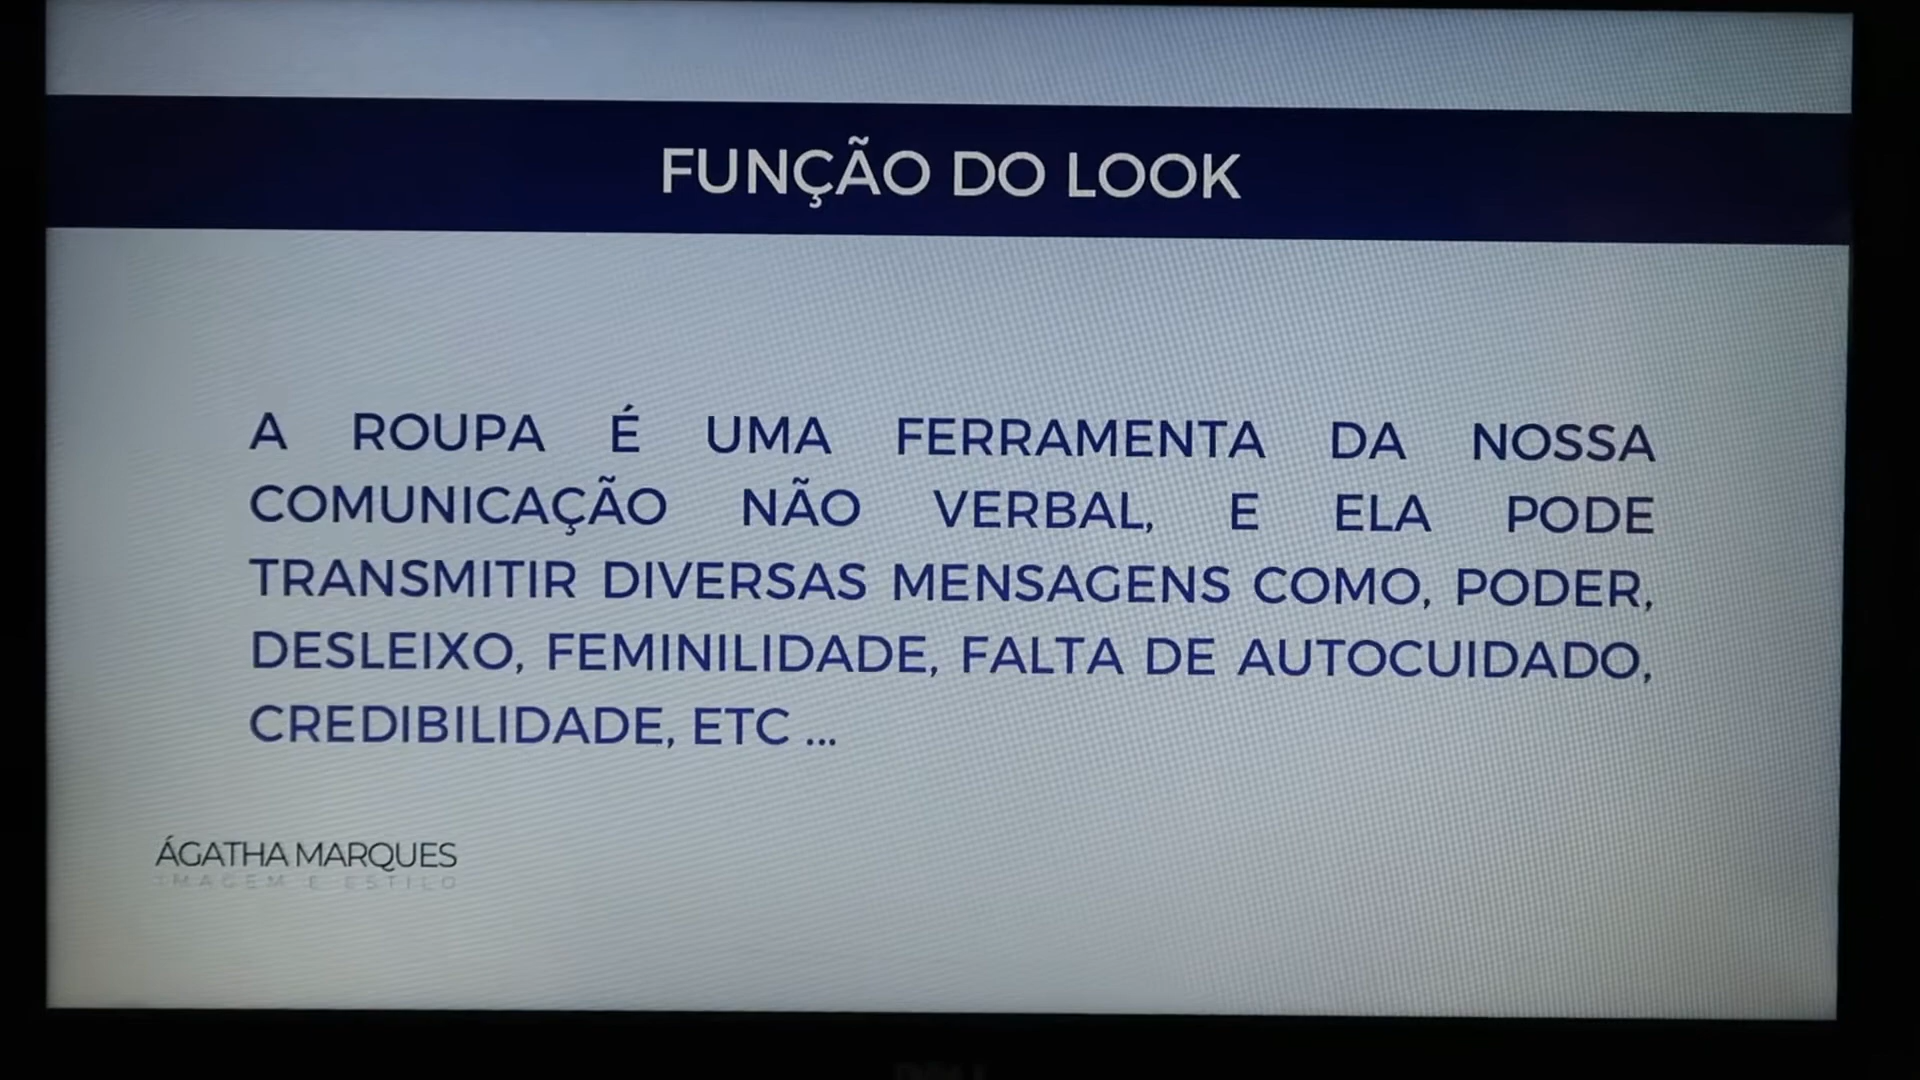 FUNÇÃO DO LOOK
A ROUPA É UMA FERRAMENTA DA NOSSA
COMUNICAÇÃO NÃO VERBAL, E ELA PODE
TRANSMITIR DIVERSAS MENSAGENS COMO, PODER,
DESLEIXO, FEMINILIDADE, FALTA DE AUTOCUIDADO,
CREDIBILIDADE, ETC ...
ÁGATHA MARQUES
IMAGEM E ESTILO